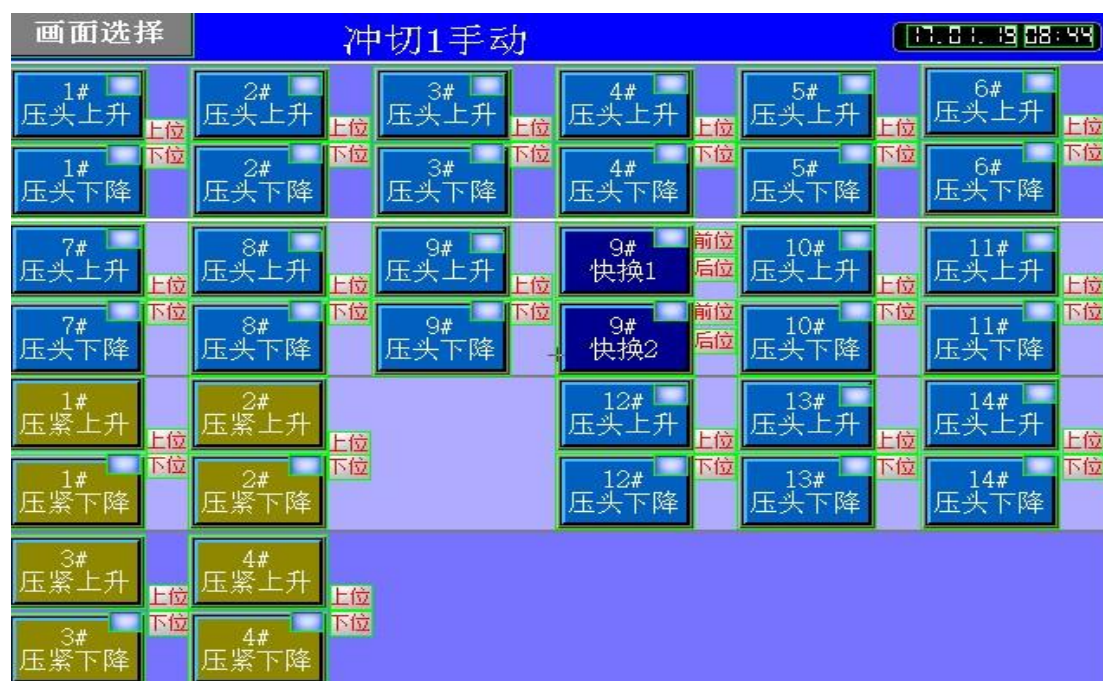 画面选择
冲切1手动
17.01.19 08:44
1#
压头上升
上位
2#
压头上升
上位
3#
压头上升
上位
4#
压头上升
上位
5#
压头上升
上位
6#
压头上升
上位
1#
压头下降
下位
2#
压头下降
下位
3#
压头下降
下位
4#
压头下降
下位
5#
压头下降
下位
6#
压头下降
下位
7#
压头上升
上位
8#
压头上升
上位
9#
压头上升
上位
9#
快换1
前位
后位
10#
压头上升
上位
11#
压头上升
上位
7#
压头下降
下位
8#
压头下降
下位
9#
压头下降
下位
9#
快换2
前位
后位
10#
压头下降
下位
11#
压头下降
下位
1#
压紧上升
上位
2#
压紧上升
上位
12#
压头上升
上位
13#
压头上升
上位
14#
压头上升
上位
1#
压紧下降
下位
2#
压紧下降
下位
12#
压头下降
下位
13#
压头下降
下位
14#
压头下降
下位
3#
压紧上升
上位
4#
压紧上升
上位
3#
压紧下降
下位
4#
压紧下降
下位